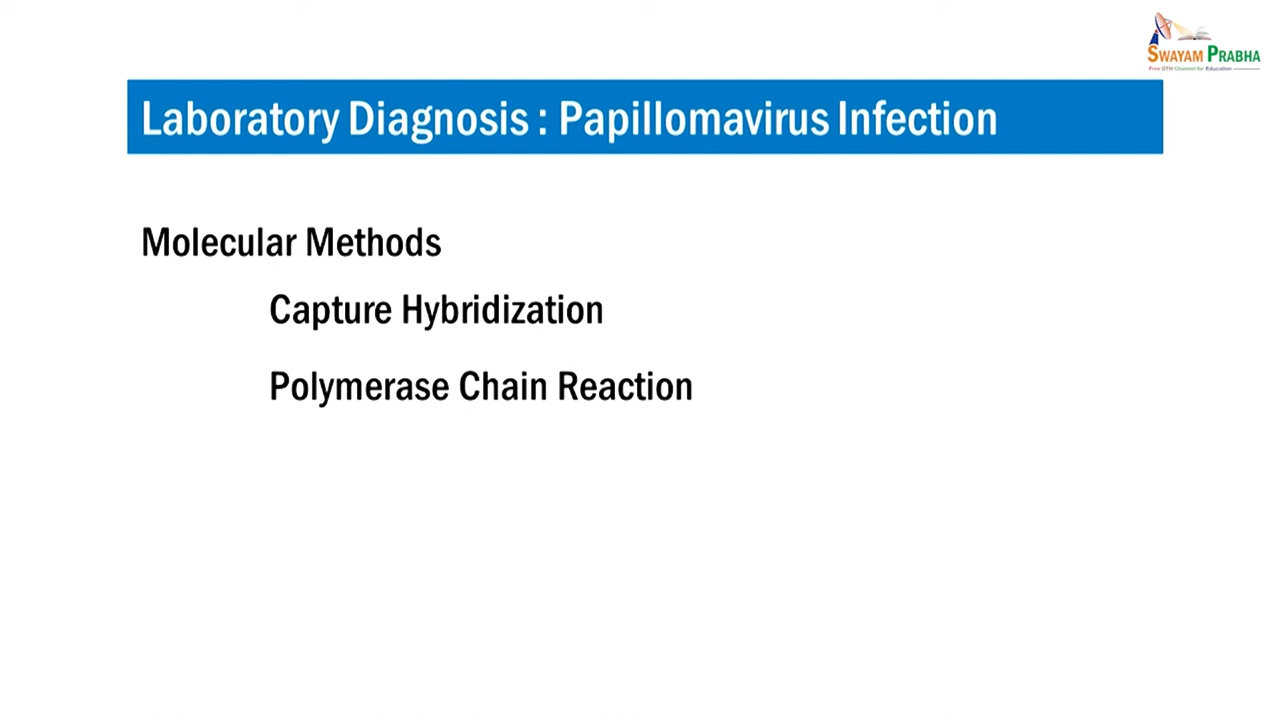 SWAYAM PRABHA
Free DTH Channel for Education
Laboratory Diagnosis : Papillomavirus Infection
Molecular Methods
Capture Hybridization
Polymerase Chain Reaction